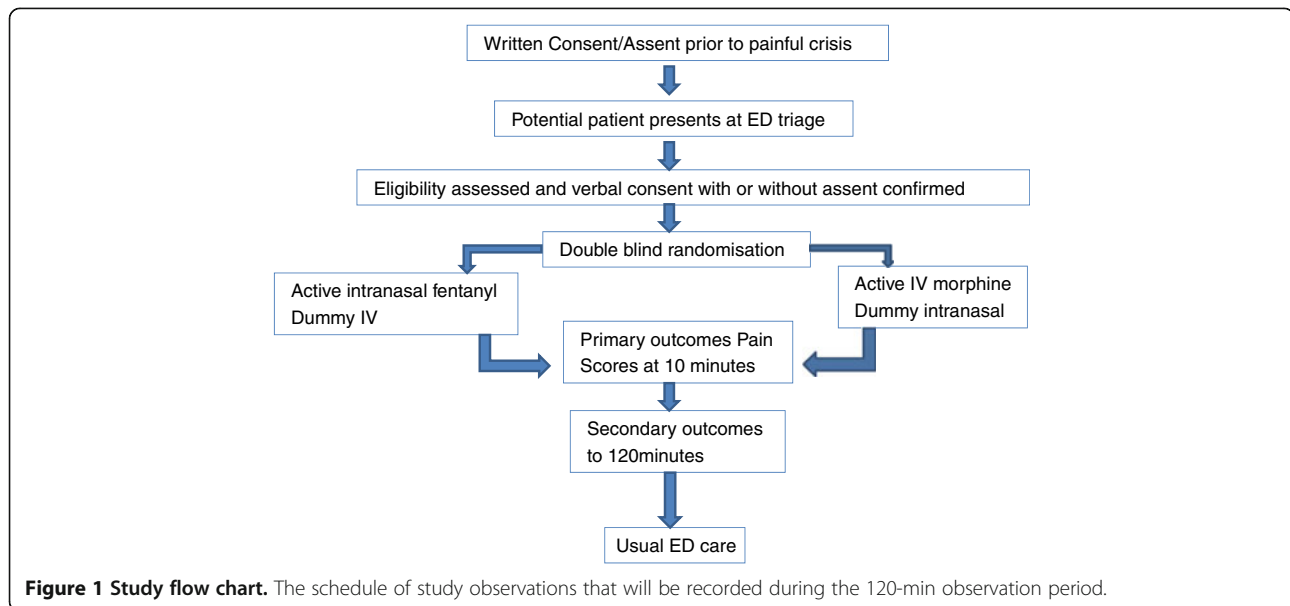 Written Consent/Assent prior to painful crisis
Potential patient presents at ED triage
Eligibility assessed and verbal consent with or without assent confirmed
Double blind randomisation
Active intranasal fentanyl
Dummy IV
Active IV morphine
Dummy intranasal
Primary outcomes Pain
Scores at 10 minutes
Secondary outcomes
to 120minutes
Usual ED care
Figure 1 Study flow chart. The schedule of study observations that will be recorded during the 120-min observation period.